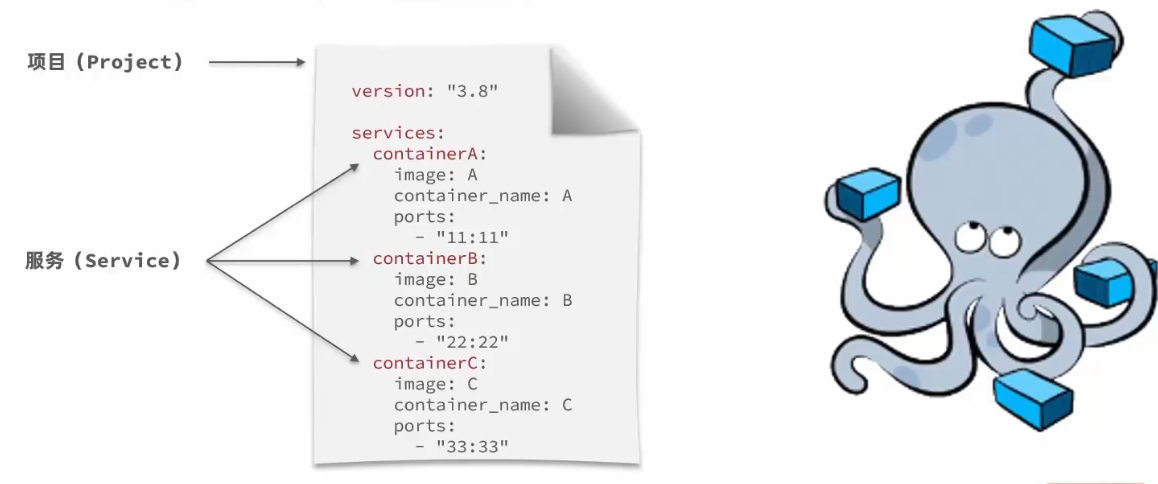 项目（Project）
version: "3.8"
services:
containerA:
image: A
container_name: A
ports:
- "11:11"
服务（Service）
containerB:
image: B
container_name: B
ports:
- "22:22"
containerC:
image: C
container_name: C
ports:
- "33:33"